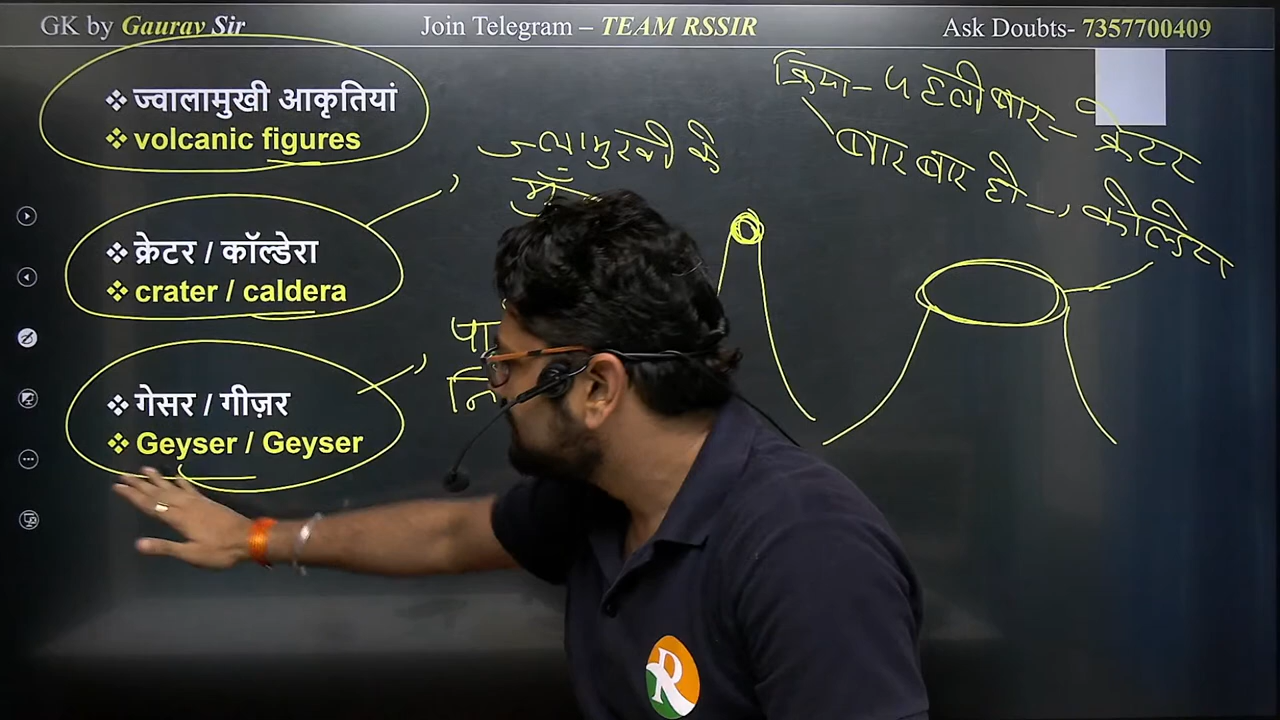 GK by Gaurav Sir
Join Telegram – TEAM RSSIR
Ask Doubts- 7357700409
❖ ज्वालामुखी आकृतियां
❖ volcanic figures
❖ क्रेटर / कॉल्डेरा
❖ crater / caldera
❖ गेसर / गीज़र
❖ Geyser / Geyser
ज्वालामुखी के
क्रिया – पहली बार – क्रेटर
बार बार हो –
पा
नि
R